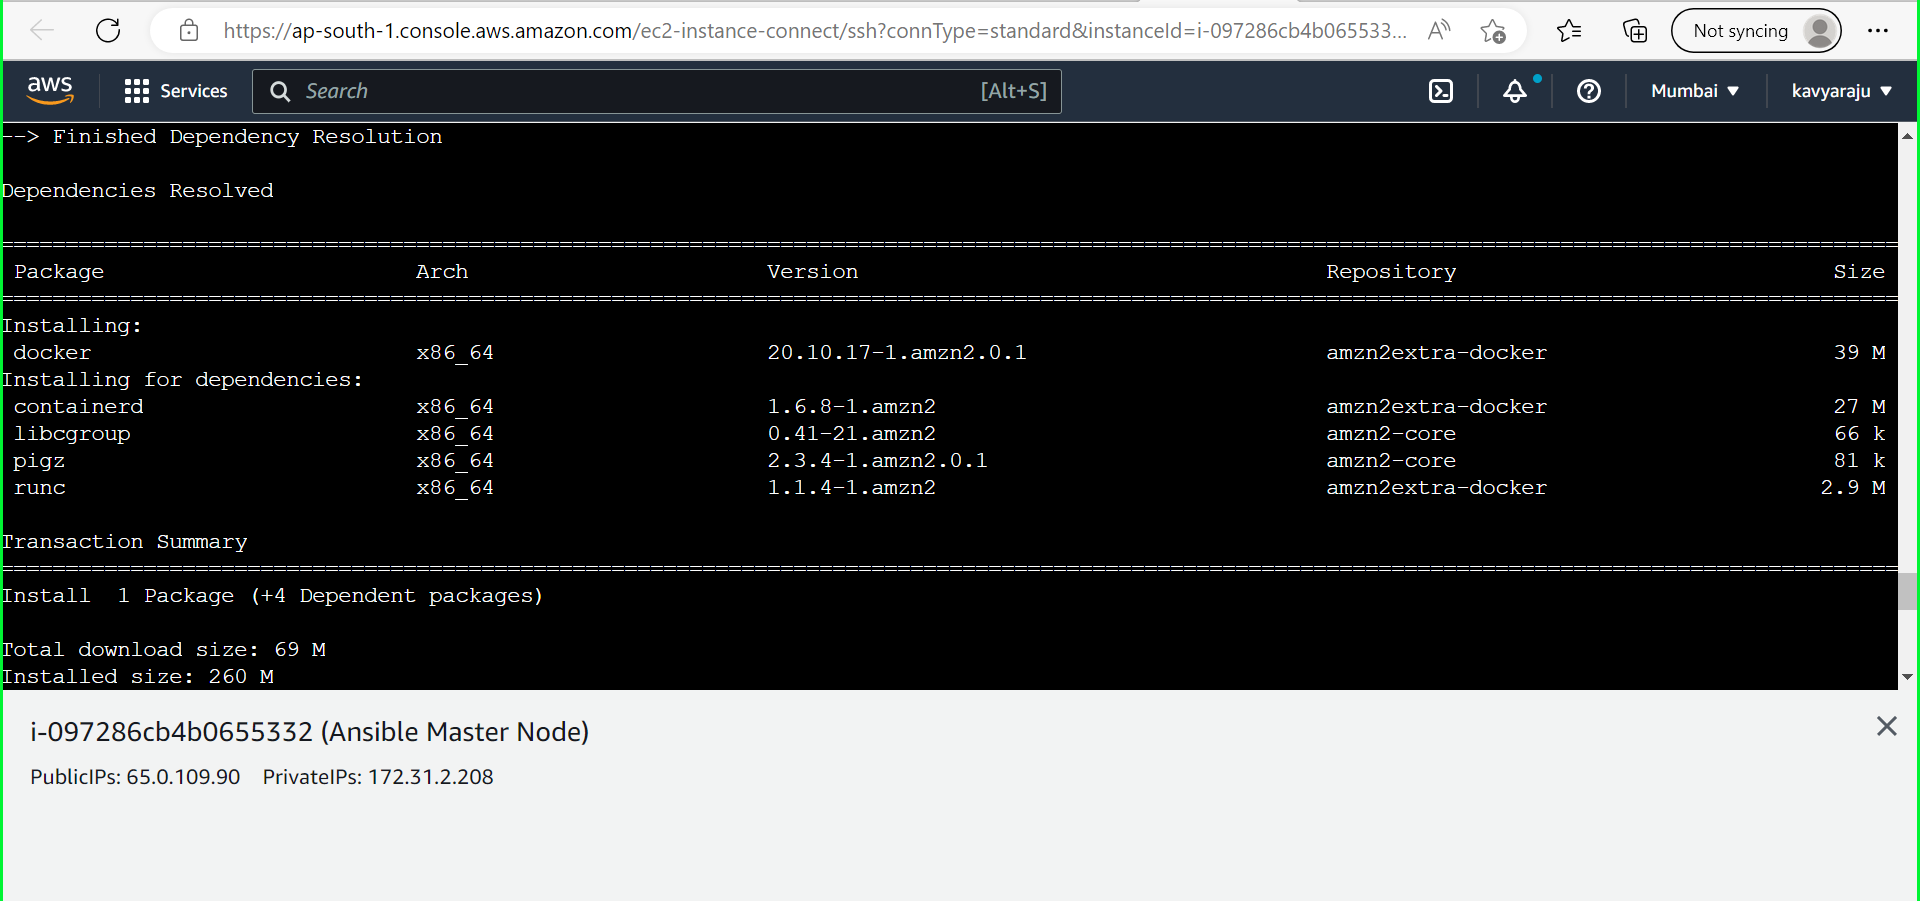 https://ap-south-1.console.aws.amazon.com/ec2-instance-connect/ssh?connType=standard&instanceId=i-097286cb4b065533... A Not syncing
aws Services Search [Alt+S] Mumbai ▼ kavyaraju ▼
--> Finished Dependency Resolution
Dependencies Resolved
Package Arch Version Repository Size
Installing:
docker x86_64 20.10.17-1.amzn2.0.1 amzn2extra-docker 39 M
Installing for dependencies:
containerd x86_64 1.6.8-1.amzn2 amzn2extra-docker 27 M
libcgroup x86_64 0.41-21.amzn2 amzn2-core 66 k
pigz x86_64 2.3.4-1.amzn2.0.1 amzn2-core 81 k
runc x86_64 1.1.4-1.amzn2 amzn2extra-docker 2.9 M
Transaction Summary
Install 1 Package (+4 Dependent packages)
Total download size: 69 M
Installed size: 260 M
i-097286cb4b0655332 (Ansible Master Node)
PublicIPs: 65.0.109.90 PrivateIPs: 172.31.2.208